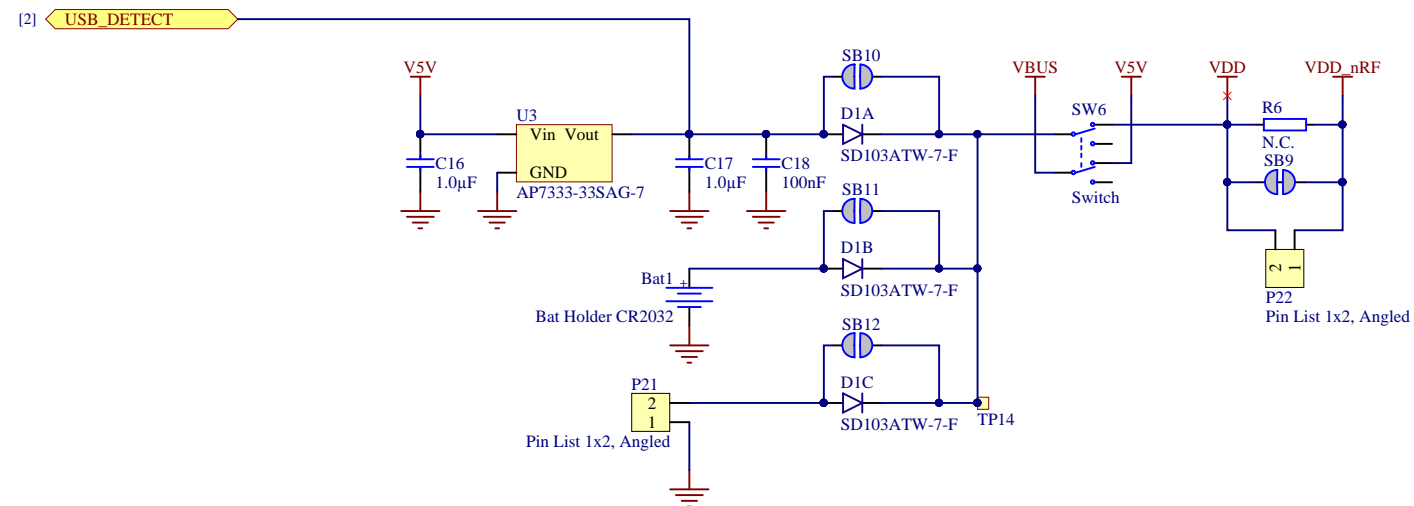 [2] USB_DETECT
SB10
V5V
VBUS V5V VDD VDD_nRF
U3
D1A
SW6
R6
Vin Vout
C16
1.0µF
GND
AP7333-33SAG-7
C17
1.0µF
C18
100nF
SD103ATW-7-F
N.C.
SB9
SB11
Switch
D1B
Bat1 +
SD103ATW-7-F
2 1
P22
Pin List 1x2, Angled
Bat Holder CR2032
SB12
P21
2
1
Pin List 1x2, Angled
D1C
SD103ATW-7-F
TP14